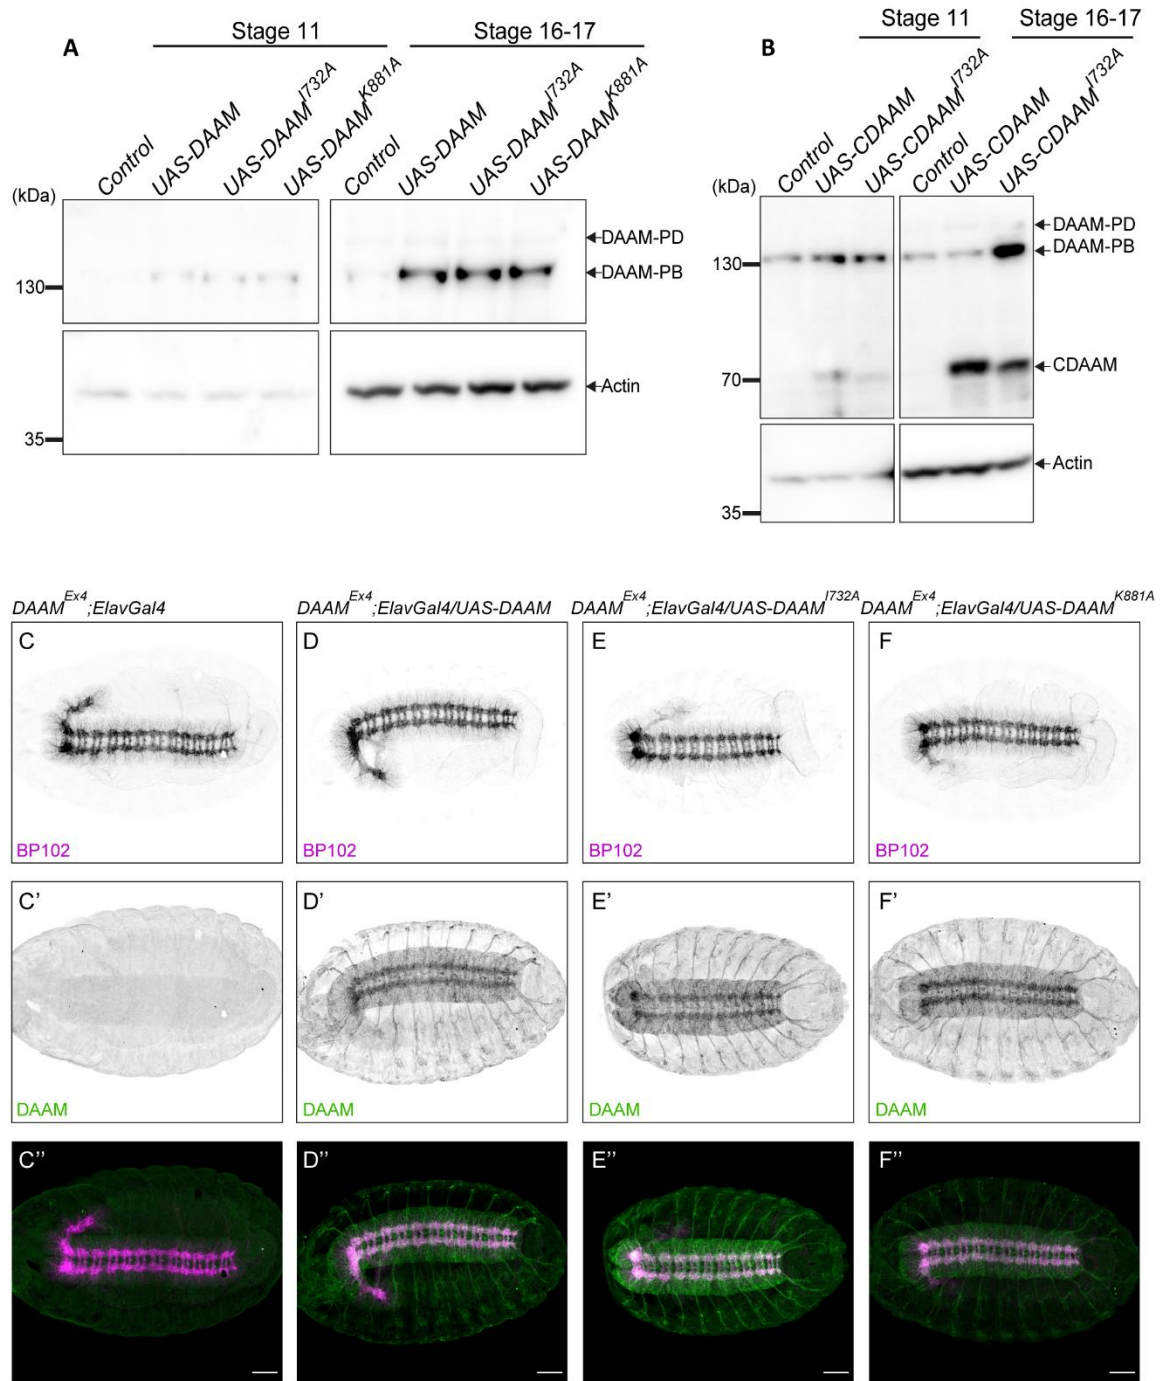 A
Stage 11
Stage 16-17
Control
UAS-DAAM
UAS-DAAM^I732A
UAS-DAAM^K881A
Control
UAS-DAAM
UAS-DAAM^I732A
UAS-DAAM^K881A
(kDa)
DAAM-PD
DAAM-PB
130
Actin
35
B
Stage 11
Stage 16-17
Control
UAS-CDAAM
UAS-CDAAM^I732A
Control
UAS-CDAAM
UAS-CDAAM^I732A
(kDa)
DAAM-PD
DAAM-PB
130
CDAAM
70
Actin
35
DAAM^Ex4;ElavGal4
DAAM^Ex4;ElavGal4/UAS-DAAM
DAAM^Ex4;ElavGal4/UAS-DAAM^I732A
DAAM^Ex4;ElavGal4/UAS-DAAM^K881A
C
D
E
F
BP102
BP102
BP102
BP102
C'
D'
E'
F'
DAAM
DAAM
DAAM
DAAM
C"
D"
E"
F"